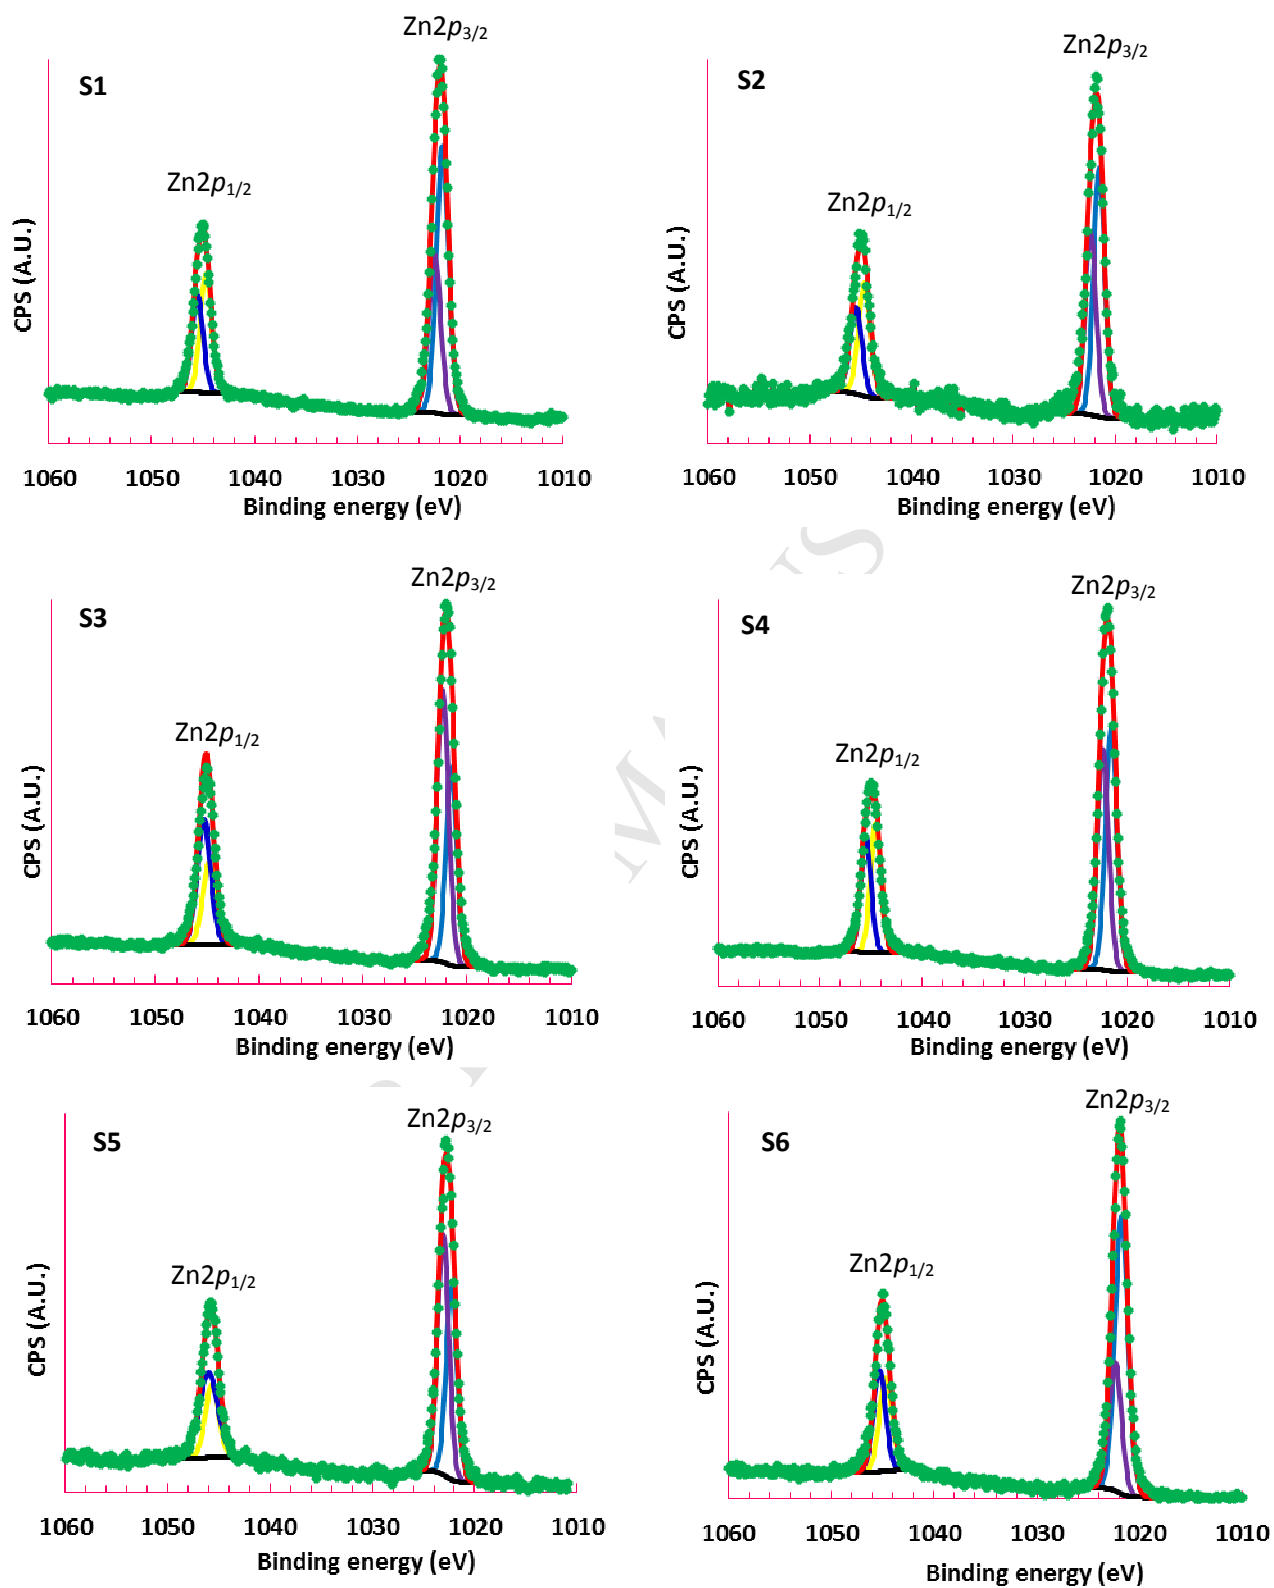 Zn2p3/2
S1
Zn2p1/2
CPS (A.U.)
1060 1050 1040 1030 1020 1010
Binding energy (eV)
Zn2p3/2
S2
Zn2p1/2
CPS (A.U.)
1060 1050 1040 1030 1020 1010
Binding energy (eV)
Zn2p3/2
S3
Zn2p1/2
CPS (A.U.)
1060 1050 1040 1030 1020 1010
Binding energy (eV)
Zn2p3/2
S4
Zn2p1/2
CPS (A.U.)
1060 1050 1040 1030 1020 1010
Binding energy (eV)
Zn2p3/2
S5
Zn2p1/2
CPS (A.U.)
1060 1050 1040 1030 1020 1010
Binding energy (eV)
Zn2p3/2
S6
Zn2p1/2
CPS (A.U.)
1060 1050 1040 1030 1020 1010
Binding energy (eV)